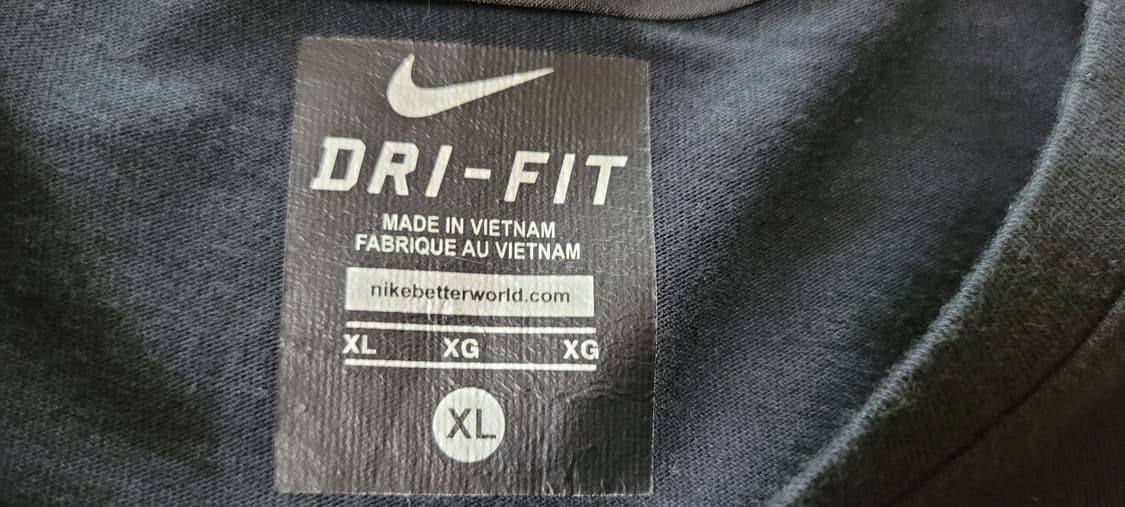 DRI-FIT
MADE IN VIETNAM
FABRIQUE AU VIETNAM
nikebetterworld.com
XL XG XG
XL